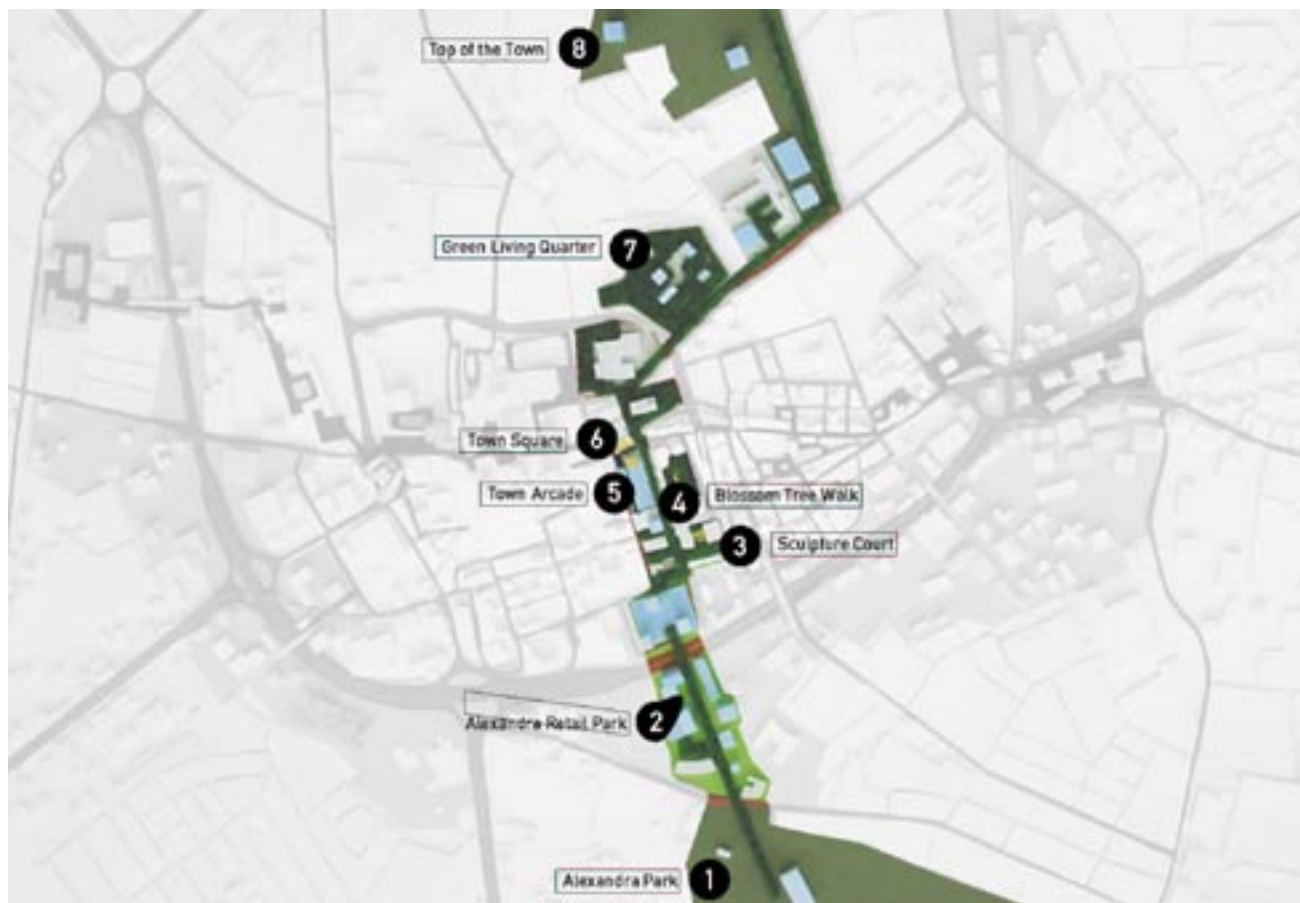 Top of the Town 8
Green Living Quarter 7
Town Square 6
Town Arcade 5
4 Blossom Tree Walk
3 Sculpture Court
Alexandra Retail Park 2
Alexandra Park 1